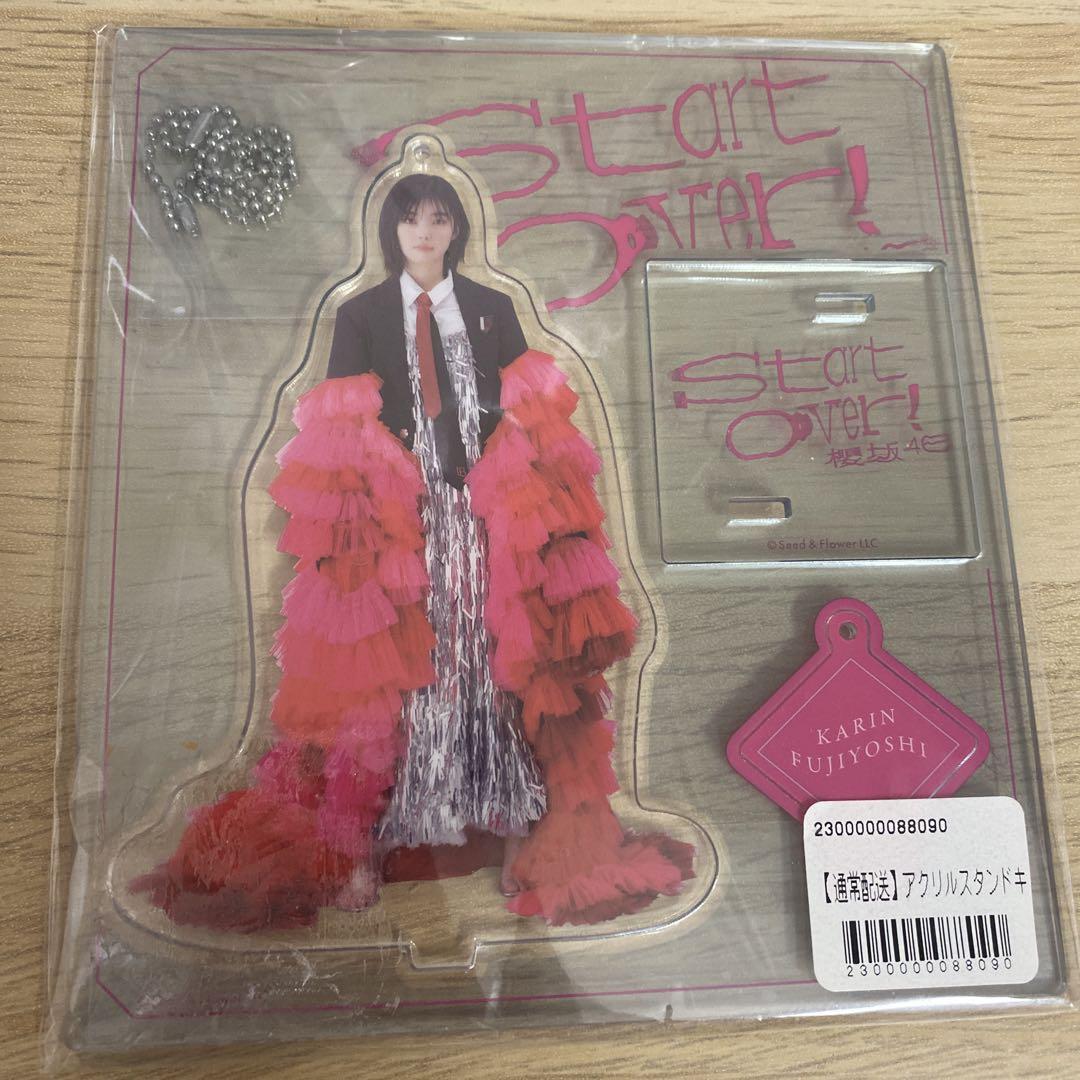 Start
Over!
Start
Over!
櫻坂46
©Seed & Flower LLC
KARIN
FUJIYOSHI
2300000088090
【通常配送】アクリルスタンドキ
2300000088090